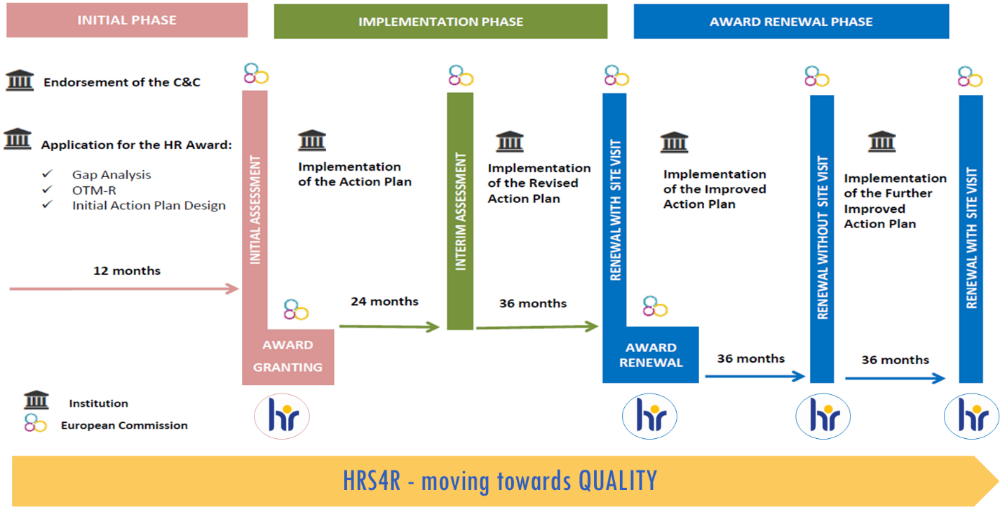 INITIAL PHASE
IMPLEMENTATION PHASE
AWARD RENEWAL PHASE
Endorsement of the C&C
Application for the HR Award:
✓ Gap Analysis
✓ OTM-R
✓ Initial Action Plan Design
12 months
INITIAL ASSESSMENT
AWARD
GRANTING
hr
Implementation
of the Action Plan
24 months
INTERIM ASSESSMENT
Implementation
of the Revised
Action Plan
36 months
RENEWAL WITH SITE VISIT
AWARD
RENEWAL
hr
Implementation
of the Improved
Action Plan
36 months
RENEWAL WITHOUT SITE VISIT
hr
Implementation
of the Further
Improved
Action Plan
36 months
RENEWAL WITH SITE VISIT
hr
Institution
European Commission
HRS4R - moving towards QUALITY